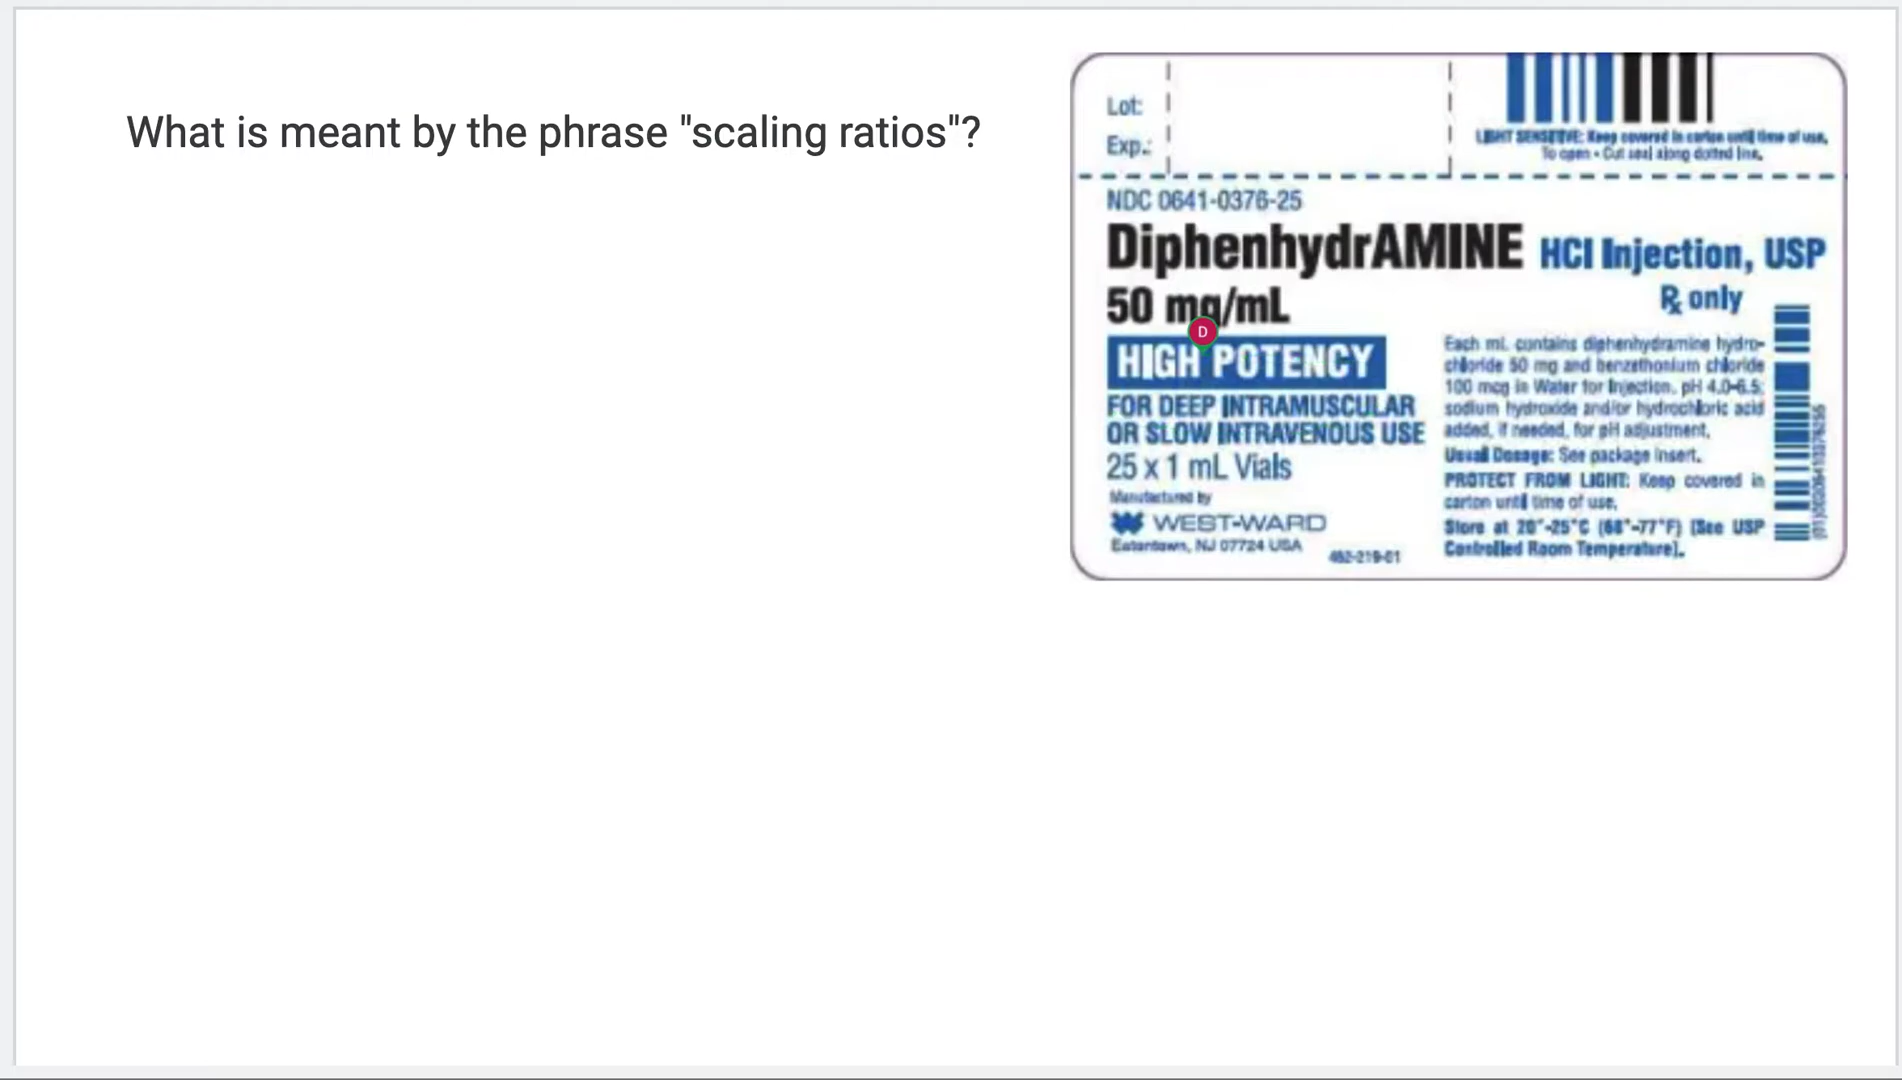 What is meant by the phrase "scaling ratios"?
Lot:
Exp.:
LIGHT SENSITIVE: Keep covered in carton until time of use.
To open • Cut seal along dotted line.
NDC 0641-0376-25
DiphenhydrAMINE HCl Injection, USP
50 mg/mL
℞ only
D
HIGH POTENCY
FOR DEEP INTRAMUSCULAR
OR SLOW INTRAVENOUS USE
25 x 1 mL Vials
Manufactured by
WEST-WARD
Eatontown, NJ 07724 USA
462-219-01
Each mL contains diphenhydramine hydro-
chloride 50 mg and benzethonium chloride
100 mcg in Water for Injection. pH 4.0-6.5;
sodium hydroxide and/or hydrochloric acid
added, if needed, for pH adjustment.
Usual Dosage: See package insert.
PROTECT FROM LIGHT: Keep covered in
carton until time of use.
Store at 20°-25°C (68°-77°F) [See USP
Controlled Room Temperature].